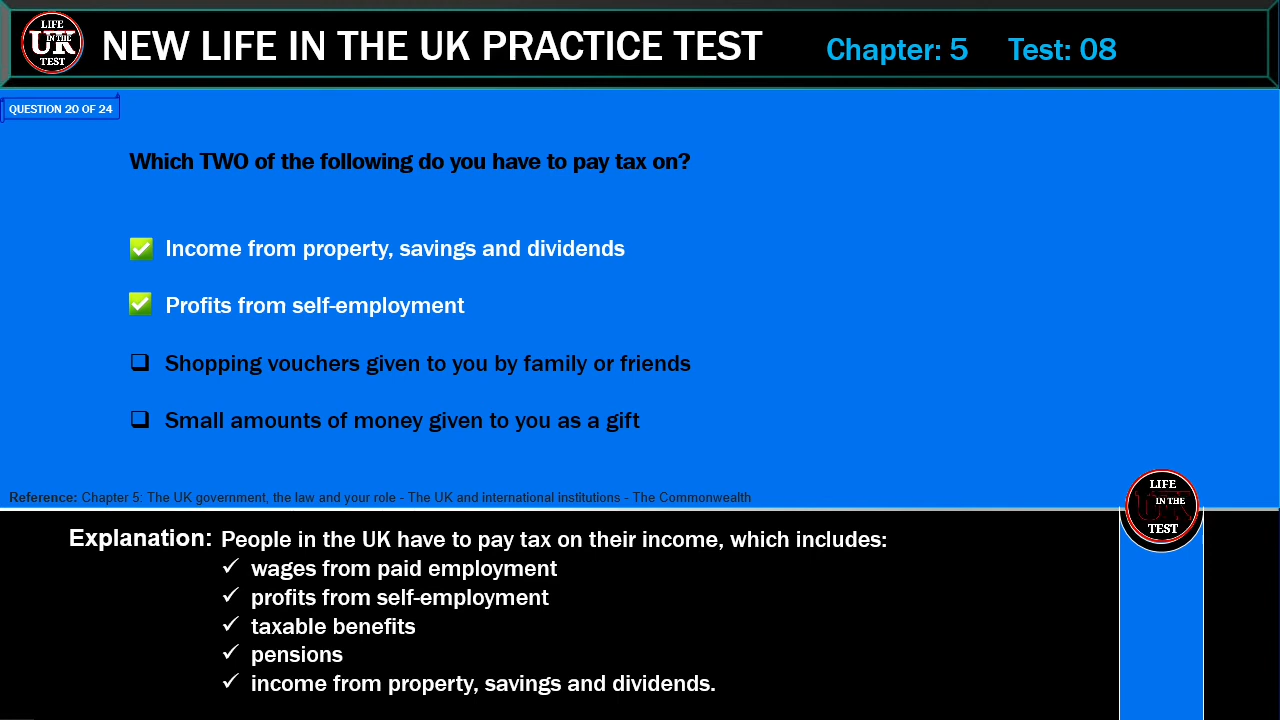 LIFE
IN THE
UK
TEST
NEW LIFE IN THE UK PRACTICE TEST
Chapter: 5 Test: 08
QUESTION 20 OF 24
Which TWO of the following do you have to pay tax on?
Income from property, savings and dividends
Profits from self-employment
Shopping vouchers given to you by family or friends
Small amounts of money given to you as a gift
Reference: Chapter 5: The UK government, the law and your role - The UK and international institutions - The Commonwealth
LIFE
IN THE
UK
TEST
Explanation: People in the UK have to pay tax on their income, which includes:
wages from paid employment
profits from self-employment
taxable benefits
pensions
income from property, savings and dividends.